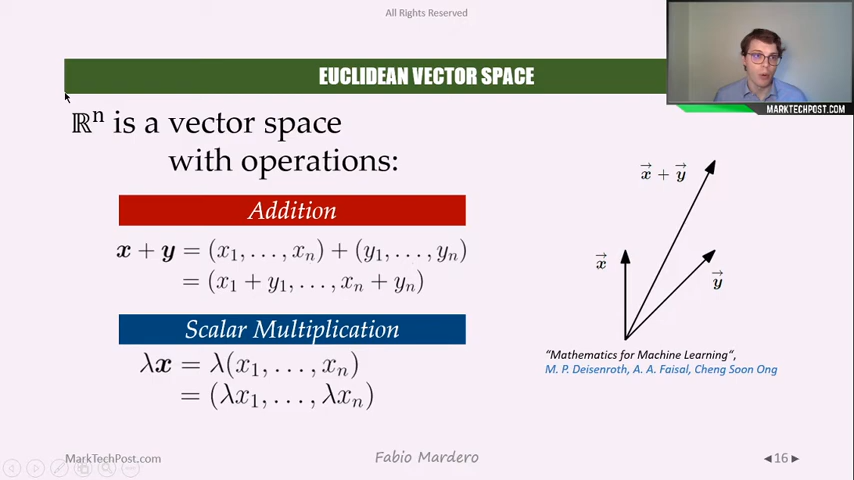 All Rights Reserved
EUCLIDEAN VECTOR SPACE
MARKTECHPOST.COM
ℝⁿ is a vector space
with operations:
Addition
x + y = (x₁, . . . , xₙ) + (y₁, . . . , yₙ)
= (x₁ + y₁, . . . , xₙ + yₙ)
Scalar Multiplication
λx = λ(x₁, . . . , xₙ)
= (λx₁, . . . , λxₙ)
x⃗ + y⃗
x⃗
y⃗
"Mathematics for Machine Learning",
M. P. Deisenroth, A. A. Faisal, Cheng Soon Ong
MarkTechPost.com
Fabio Mardero
◄16►